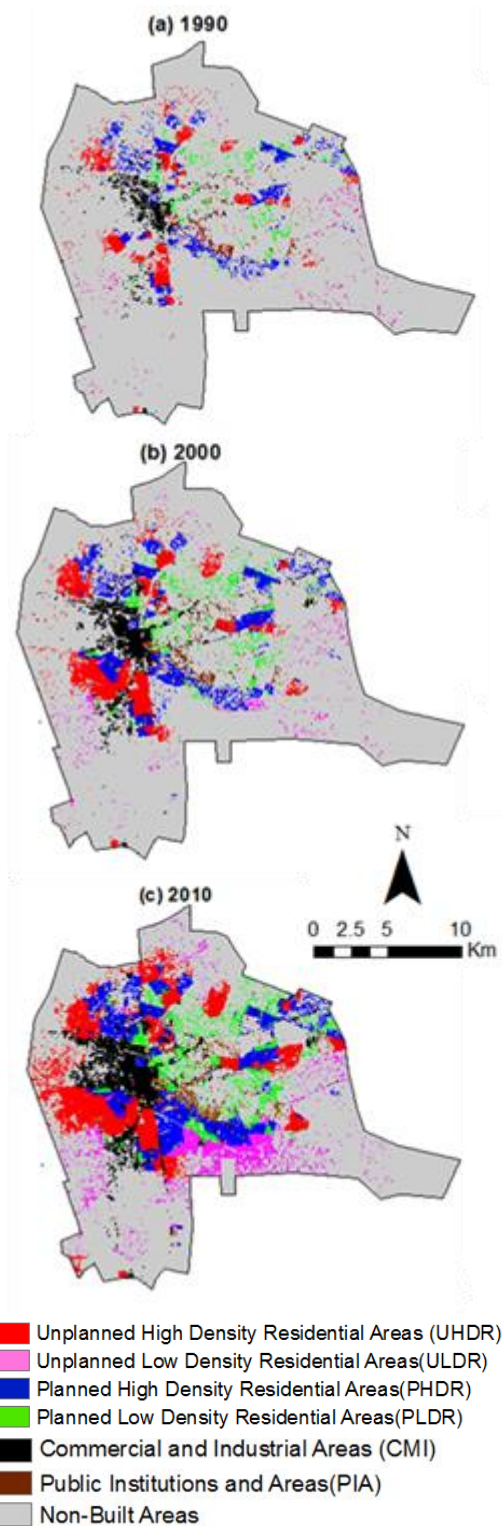 (a) 1990
(b) 2000
N
(c) 2010
0 2.5 5 10
Km
Unplanned High Density Residential Areas (UHDR)
Unplanned Low Density Residential Areas(ULDR)
Planned High Density Residential Areas(PHDR)
Planned Low Density Residential Areas(PLDR)
Commercial and Industrial Areas (CMI)
Public Institutions and Areas(PIA)
Non-Built Areas